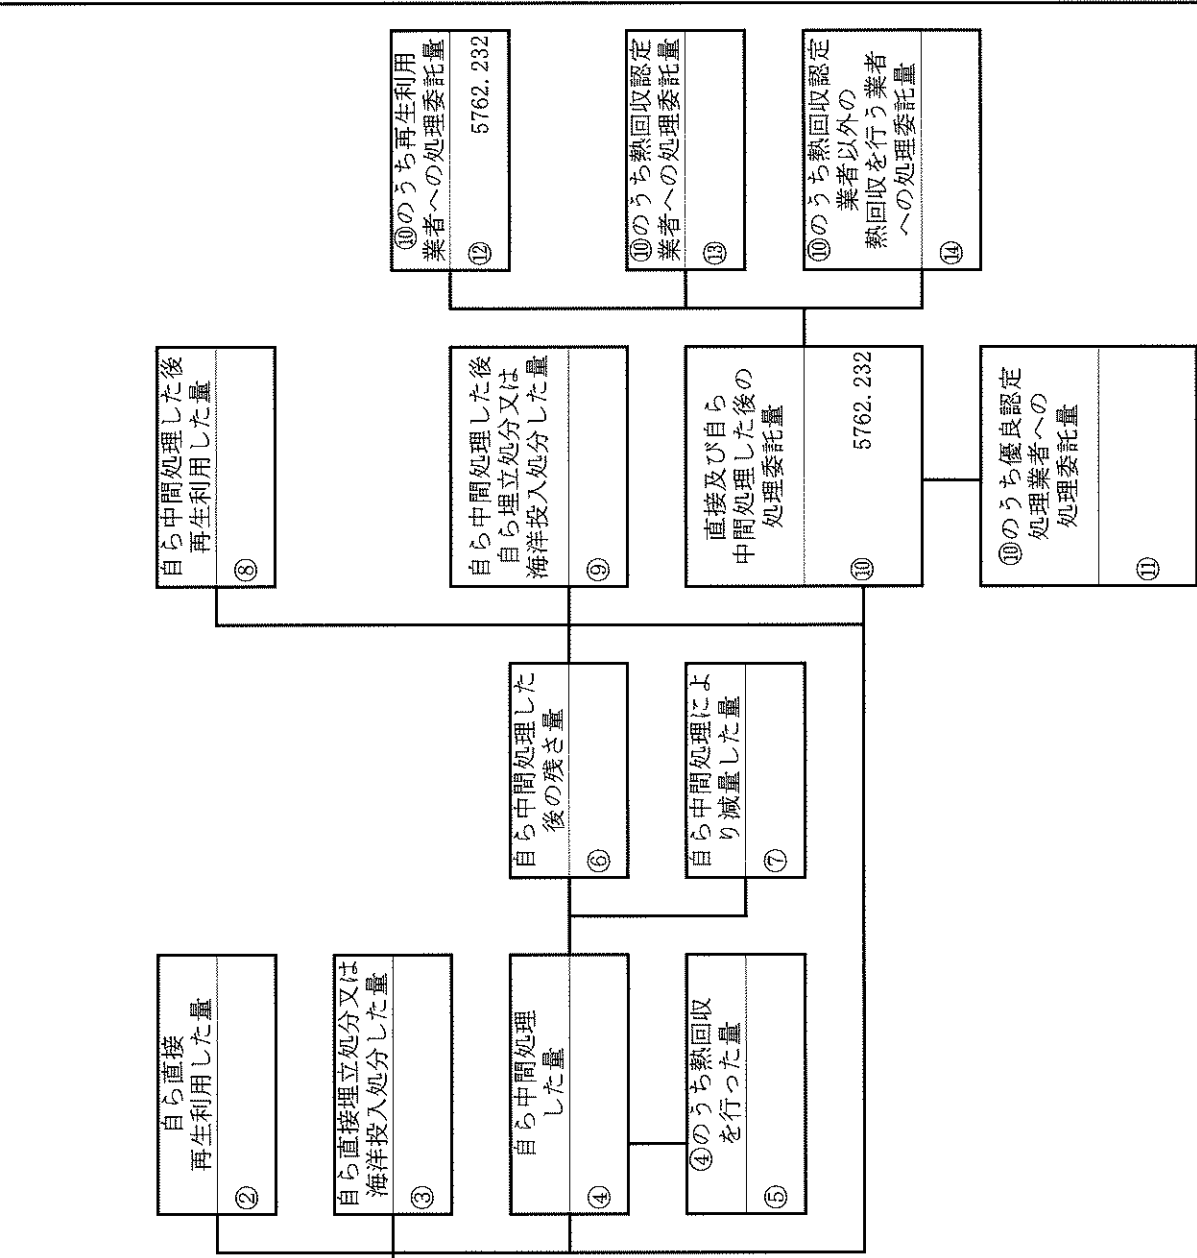 自ら直接
再生利用した量
②
自ら直接埋立処分又は
海洋投入処分した量
③
自ら中間処理
した量
④
④のうち熱回収
を行った量
⑤
自ら中間処理した
後の残さ量
⑥
自ら中間処理によ
り減量した量
⑦
自ら中間処理した後
再生利用した量
⑧
自ら中間処理した後
自ら埋立処分又は
海洋投入処分した量
⑨
直接及び自ら
中間処理した後の
処理委託量
⑩
5762.232
⑩のうち優良認定
処理業者への
処理委託量
⑪
⑩のうち再生利用
業者への処理委託量
⑫
5762.232
⑩のうち熱回収認定
業者への処理委託量
⑬
⑩のうち熱回収認定
業者以外の
熱回収を行う業者
への処理委託量
⑭